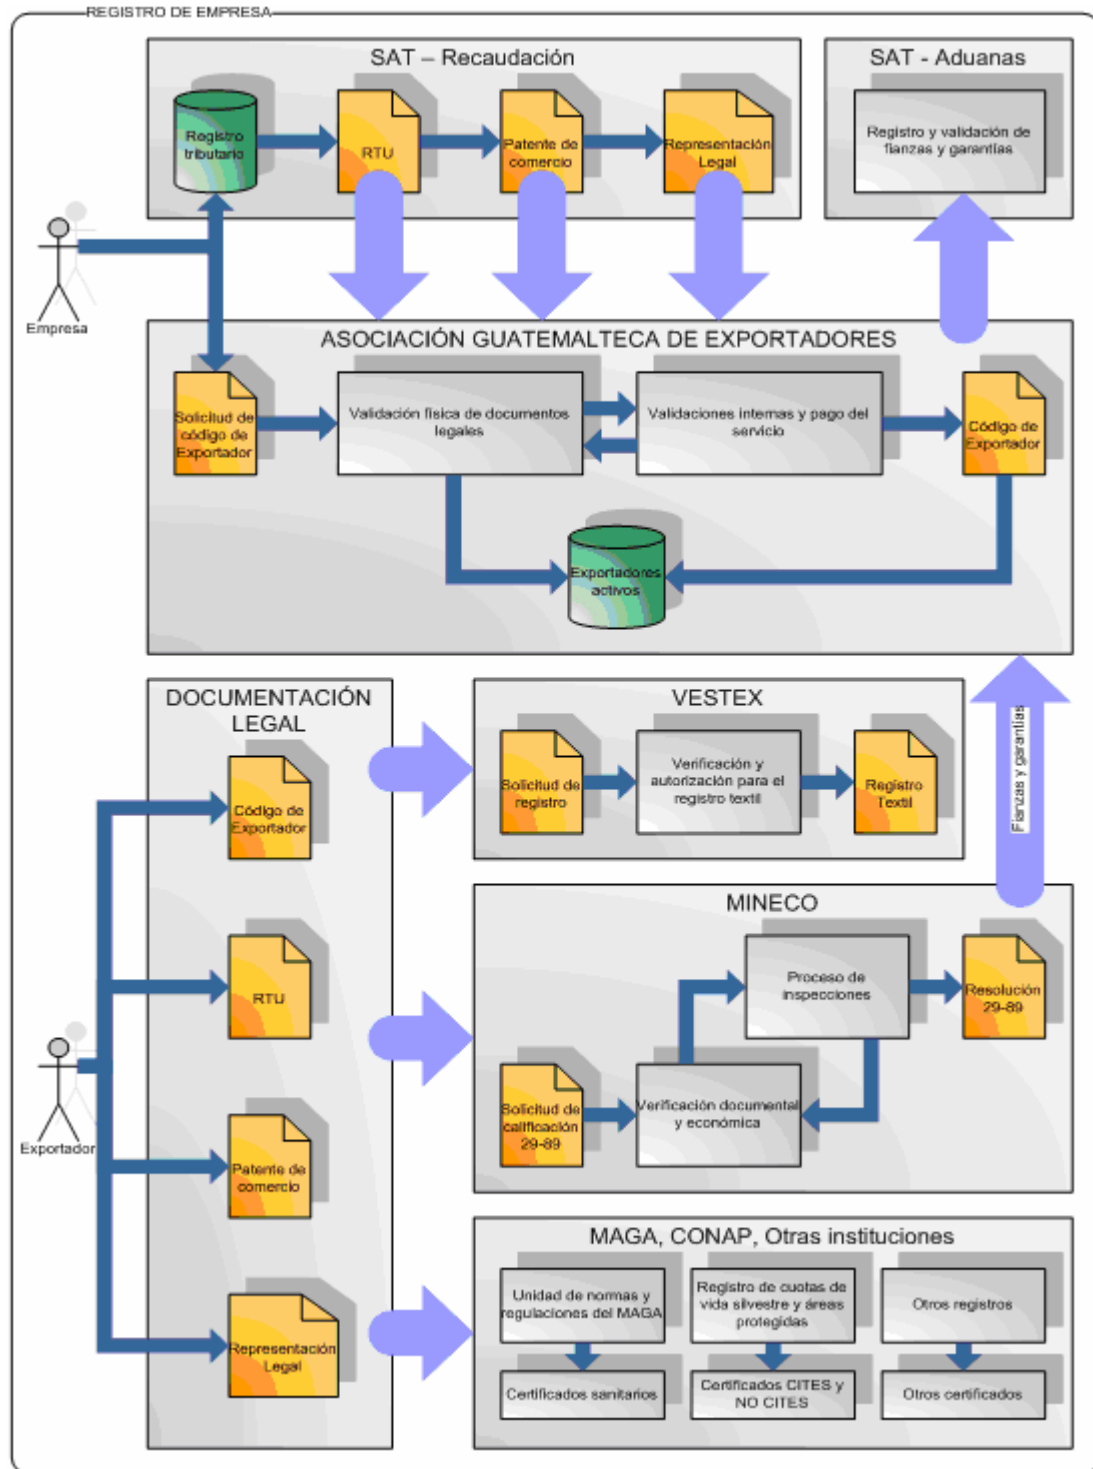 REGISTRO DE EMPRESA
SAT – Recaudación
Registro
tributario
RTU
Patente de
comercio
Representación
Legal
SAT - Aduanas
Registro y validación de
fianzas y garantías
Empresa
ASOCIACIÓN GUATEMALTECA DE EXPORTADORES
Solicitud de
código de
Exportador
Validación física de documentos
legales
Validaciones internas y pago del
servicio
Código de
Exportador
Exportadores
activos
DOCUMENTACIÓN
LEGAL
Código de
Exportador
RTU
Patente de
comercio
Representación
Legal
Exportador
VESTEX
Solicitud de
registro
Verificación y
autorización para el
registro textil
Registro
Textil
Fianzas y garantías
MINECO
Proceso de
inspecciones
Resolución
29-89
Solicitud de
calificación
29-89
Verificación documental
y económica
MAGA, CONAP, Otras instituciones
Unidad de normas y
regulaciones del MAGA
Registro de cuotas de
vida silvestre y áreas
protegidas
Otros registros
Certificados sanitarios
Certificados CITES y
NO CITES
Otros certificados